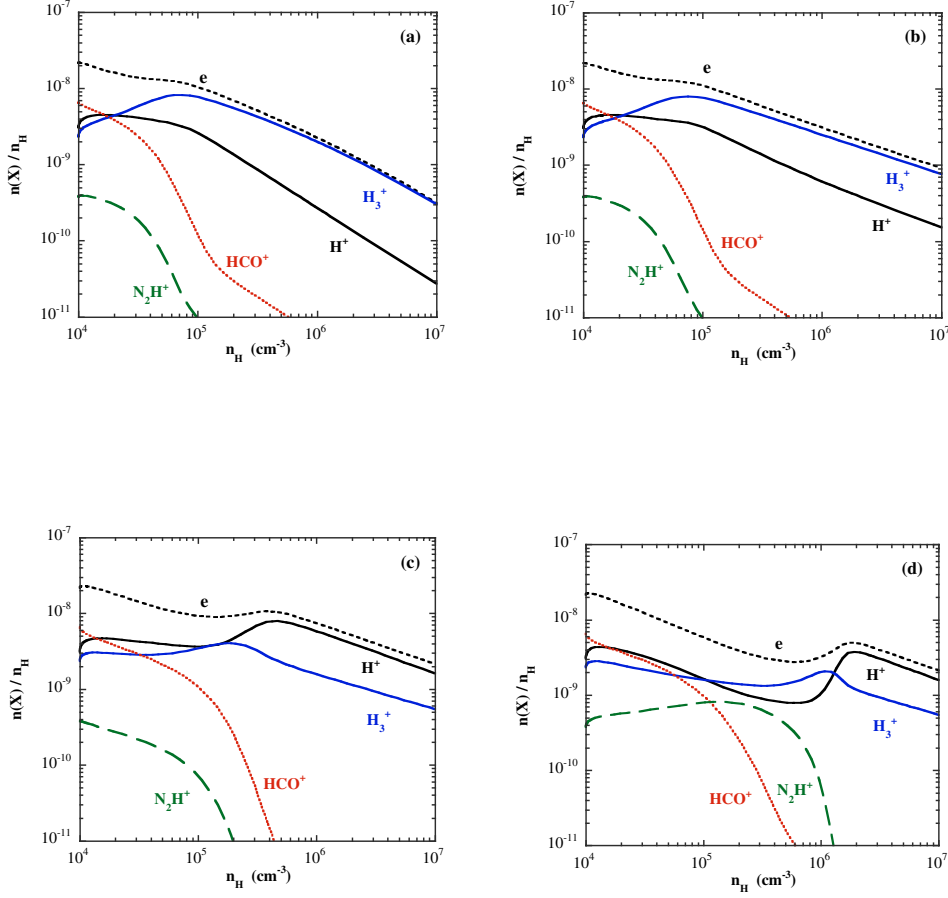 10⁻⁷
(a)
10⁻⁸
e
n(X) / n_H
10⁻⁹
H₃⁺
H⁺
10⁻¹⁰
HCO⁺
N₂H⁺
10⁻¹¹
10⁴ 10⁵ 10⁶ 10⁷
n_H (cm⁻³)
10⁻⁷
(b)
10⁻⁸
e
n(X) / n_H
10⁻⁹
H₃⁺
H⁺
10⁻¹⁰
HCO⁺
N₂H⁺
10⁻¹¹
10⁴ 10⁵ 10⁶ 10⁷
n_H (cm⁻³)
10⁻⁷
(c)
10⁻⁸
e
n(X) / n_H
H⁺
10⁻⁹
H₃⁺
10⁻¹⁰
HCO⁺
N₂H⁺
10⁻¹¹
10⁴ 10⁵ 10⁶ 10⁷
n_H (cm⁻³)
10⁻⁷
(d)
10⁻⁸
e
n(X) / n_H
H⁺
10⁻⁹
H₃⁺
10⁻¹⁰
HCO⁺
N₂H⁺
10⁻¹¹
10⁴ 10⁵ 10⁶ 10⁷
n_H (cm⁻³)